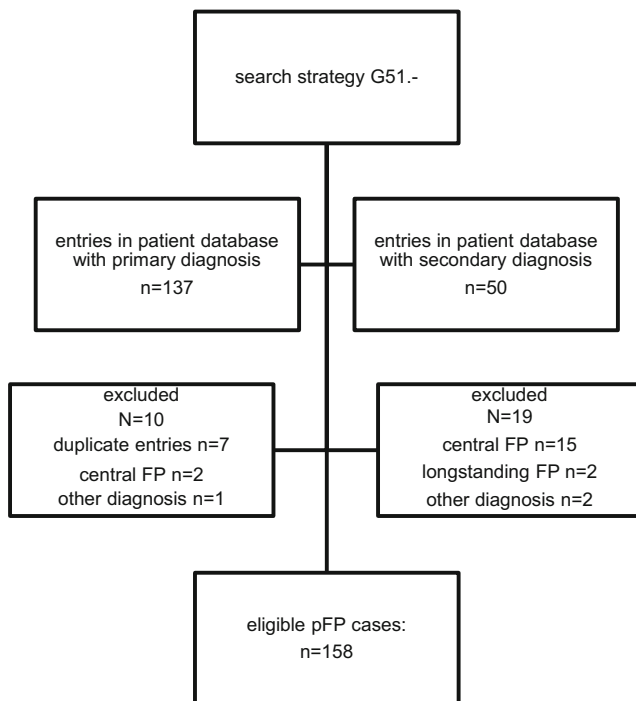 search strategy G51.-
entries in patient database
with primary diagnosis
n=137
entries in patient database
with secondary diagnosis
n=50
excluded
N=10
duplicate entries n=7
central FP n=2
other diagnosis n=1
excluded
N=19
central FP n=15
longstanding FP n=2
other diagnosis n=2
eligible pFP cases:
n=158